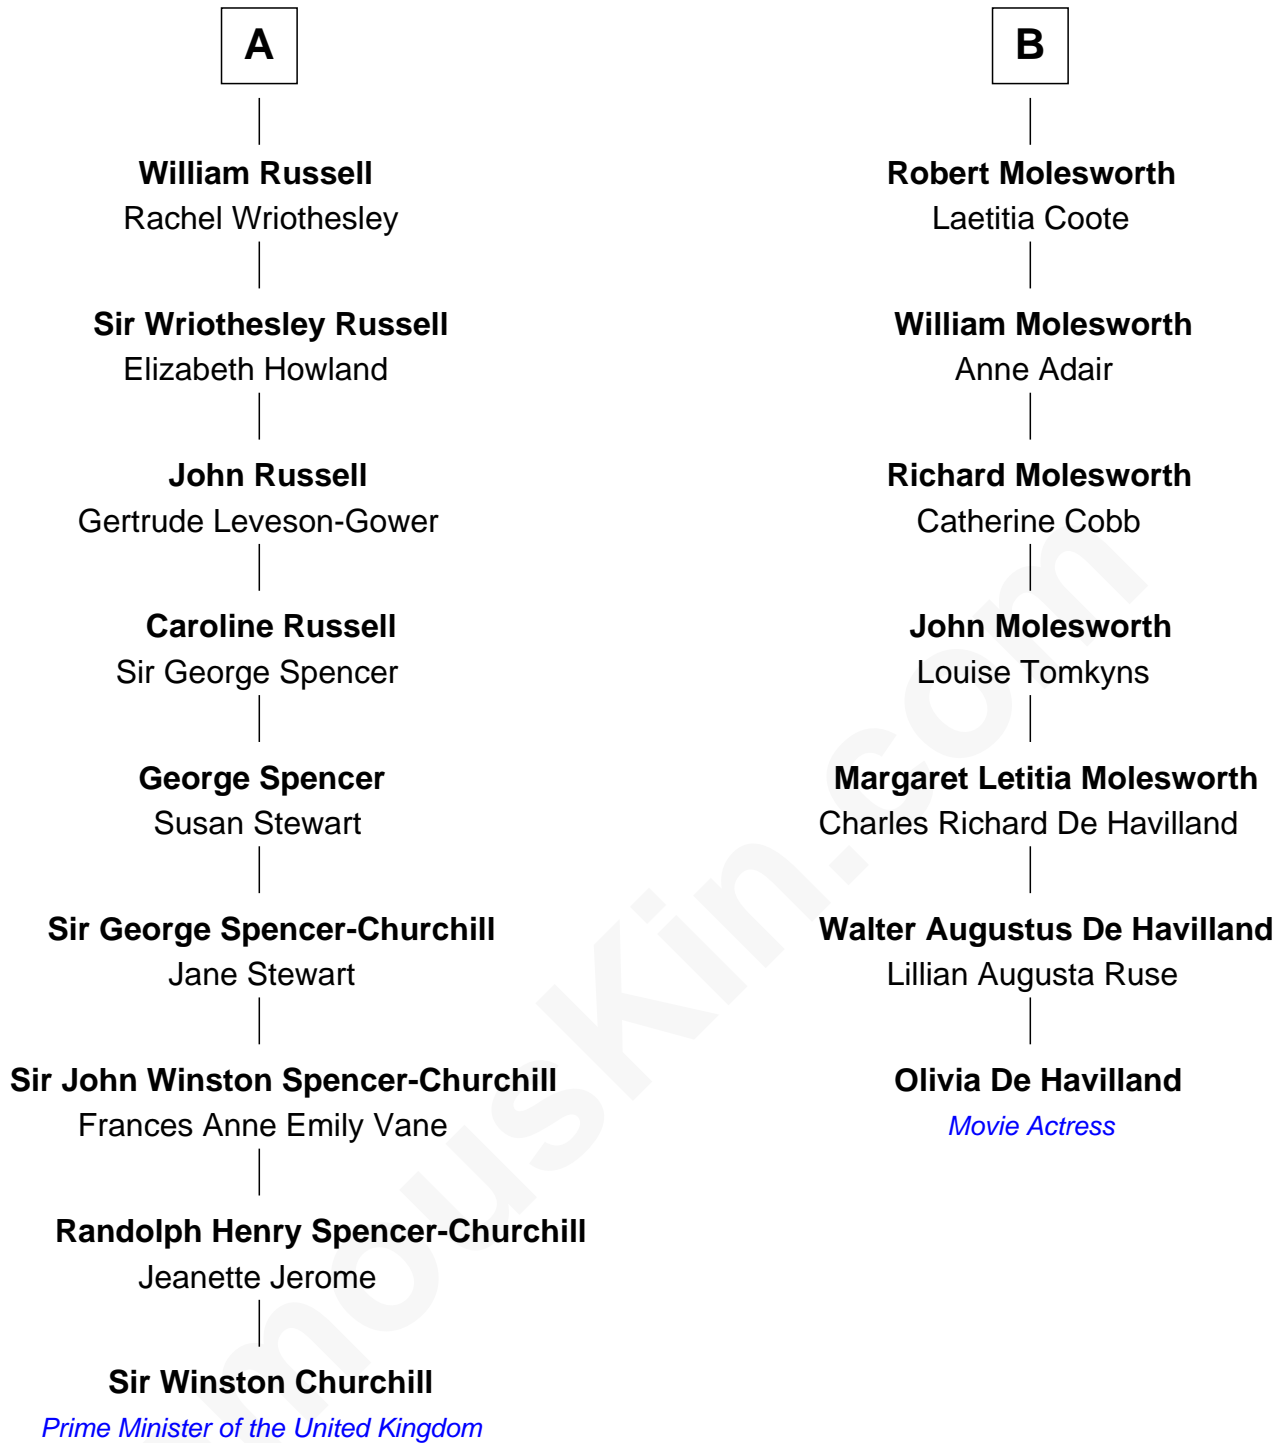 A
William Russell
Rachel Wriothesley
Sir Wriothesley Russell
Elizabeth Howland
John Russell
Gertrude Leveson-Gower
Caroline Russell
Sir George Spencer
George Spencer
Susan Stewart
Sir George Spencer-Churchill
Jane Stewart
Sir John Winston Spencer-Churchill
Frances Anne Emily Vane
Randolph Henry Spencer-Churchill
Jeanette Jerome
Sir Winston Churchill
Prime Minister of the United Kingdom
B
Robert Molesworth
Laetitia Coote
William Molesworth
Anne Adair
Richard Molesworth
Catherine Cobb
John Molesworth
Louise Tomkyns
Margaret Letitia Molesworth
Charles Richard De Havilland
Walter Augustus De Havilland
Lillian Augusta Ruse
Olivia De Havilland
Movie Actress
mousKin.com